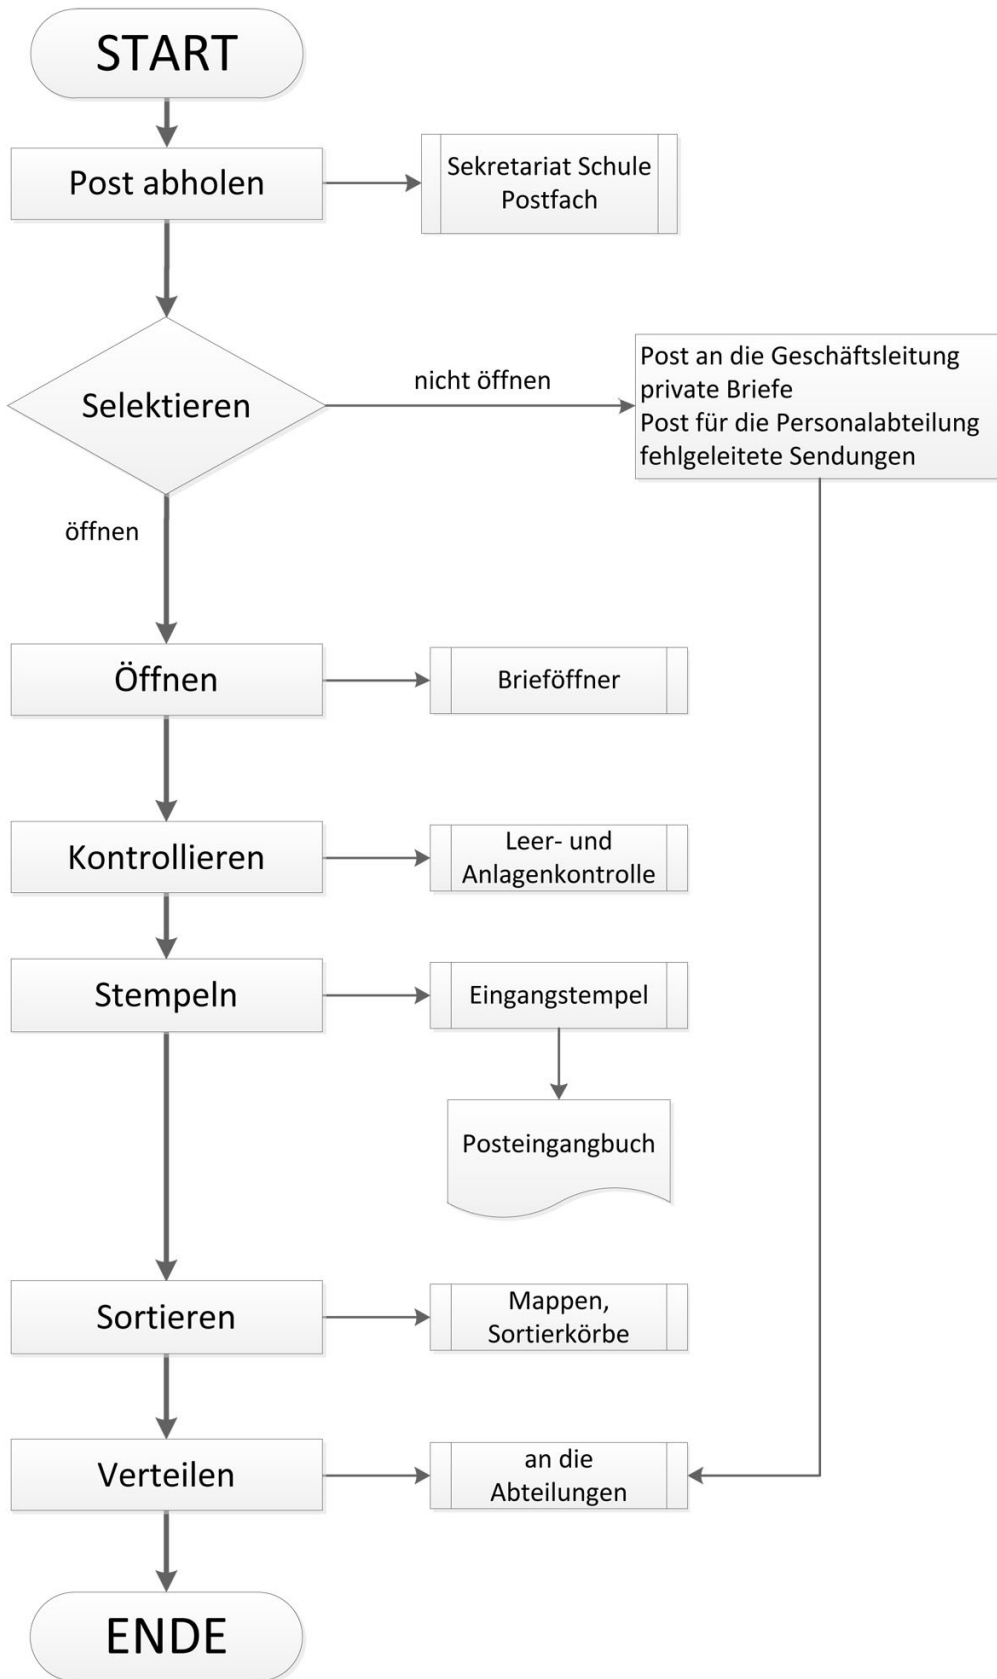 START
Post abholen
Sekretariat Schule
Postfach
Selektieren
nicht öffnen
Post an die Geschäftsleitung
private Briefe
Post für die Personalabteilung
fehlgeleitete Sendungen
öffnen
Öffnen
Brieföffner
Kontrollieren
Leer- und
Anlagenkontrolle
Stempeln
Eingangstempel
Posteingangbuch
Sortieren
Mappen,
Sortierkörbe
Verteilen
an die
Abteilungen
ENDE